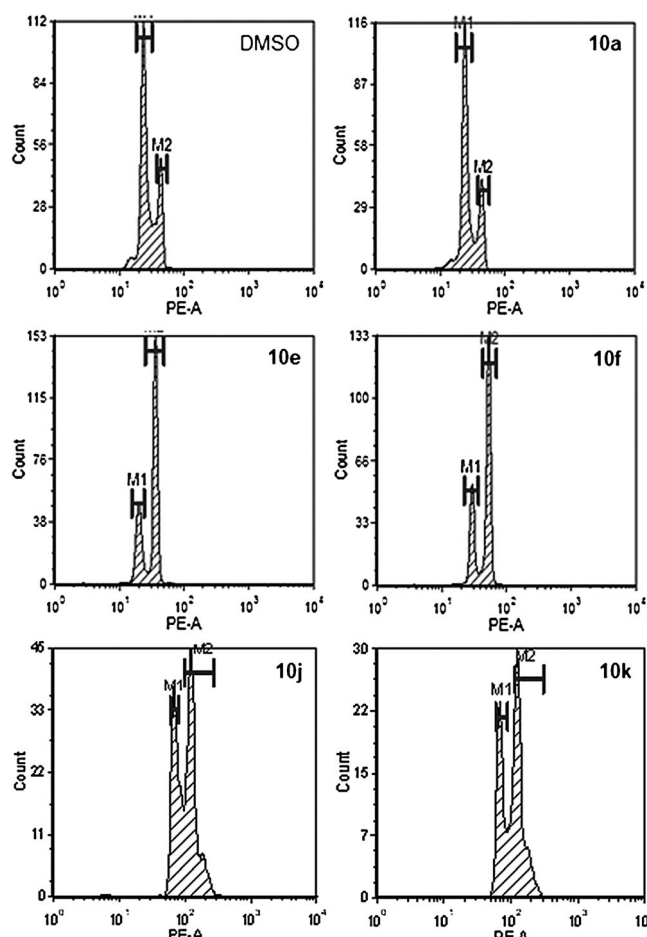 112
84
56
28
0
Count
DMSO
M2
10⁰ 10¹ 10² 10³ 10⁴
PE-A
116
87
58
29
0
Count
10a
M1
M2
10⁰ 10¹ 10² 10³ 10⁴
PE-A
153
115
76
38
0
Count
10e
M1
10⁰ 10¹ 10² 10³ 10⁴
PE-A
133
100
66
33
0
Count
10f
M2
M1
10⁰ 10¹ 10² 10³ 10⁴
PE-A
45
33
22
11
0
Count
10j
M2
M1
10⁰ 10¹ 10² 10³ 10⁴
PE-A
30
22
15
7
0
Count
10k
M2
M1
10⁰ 10¹ 10² 10³ 10⁴
PE-A